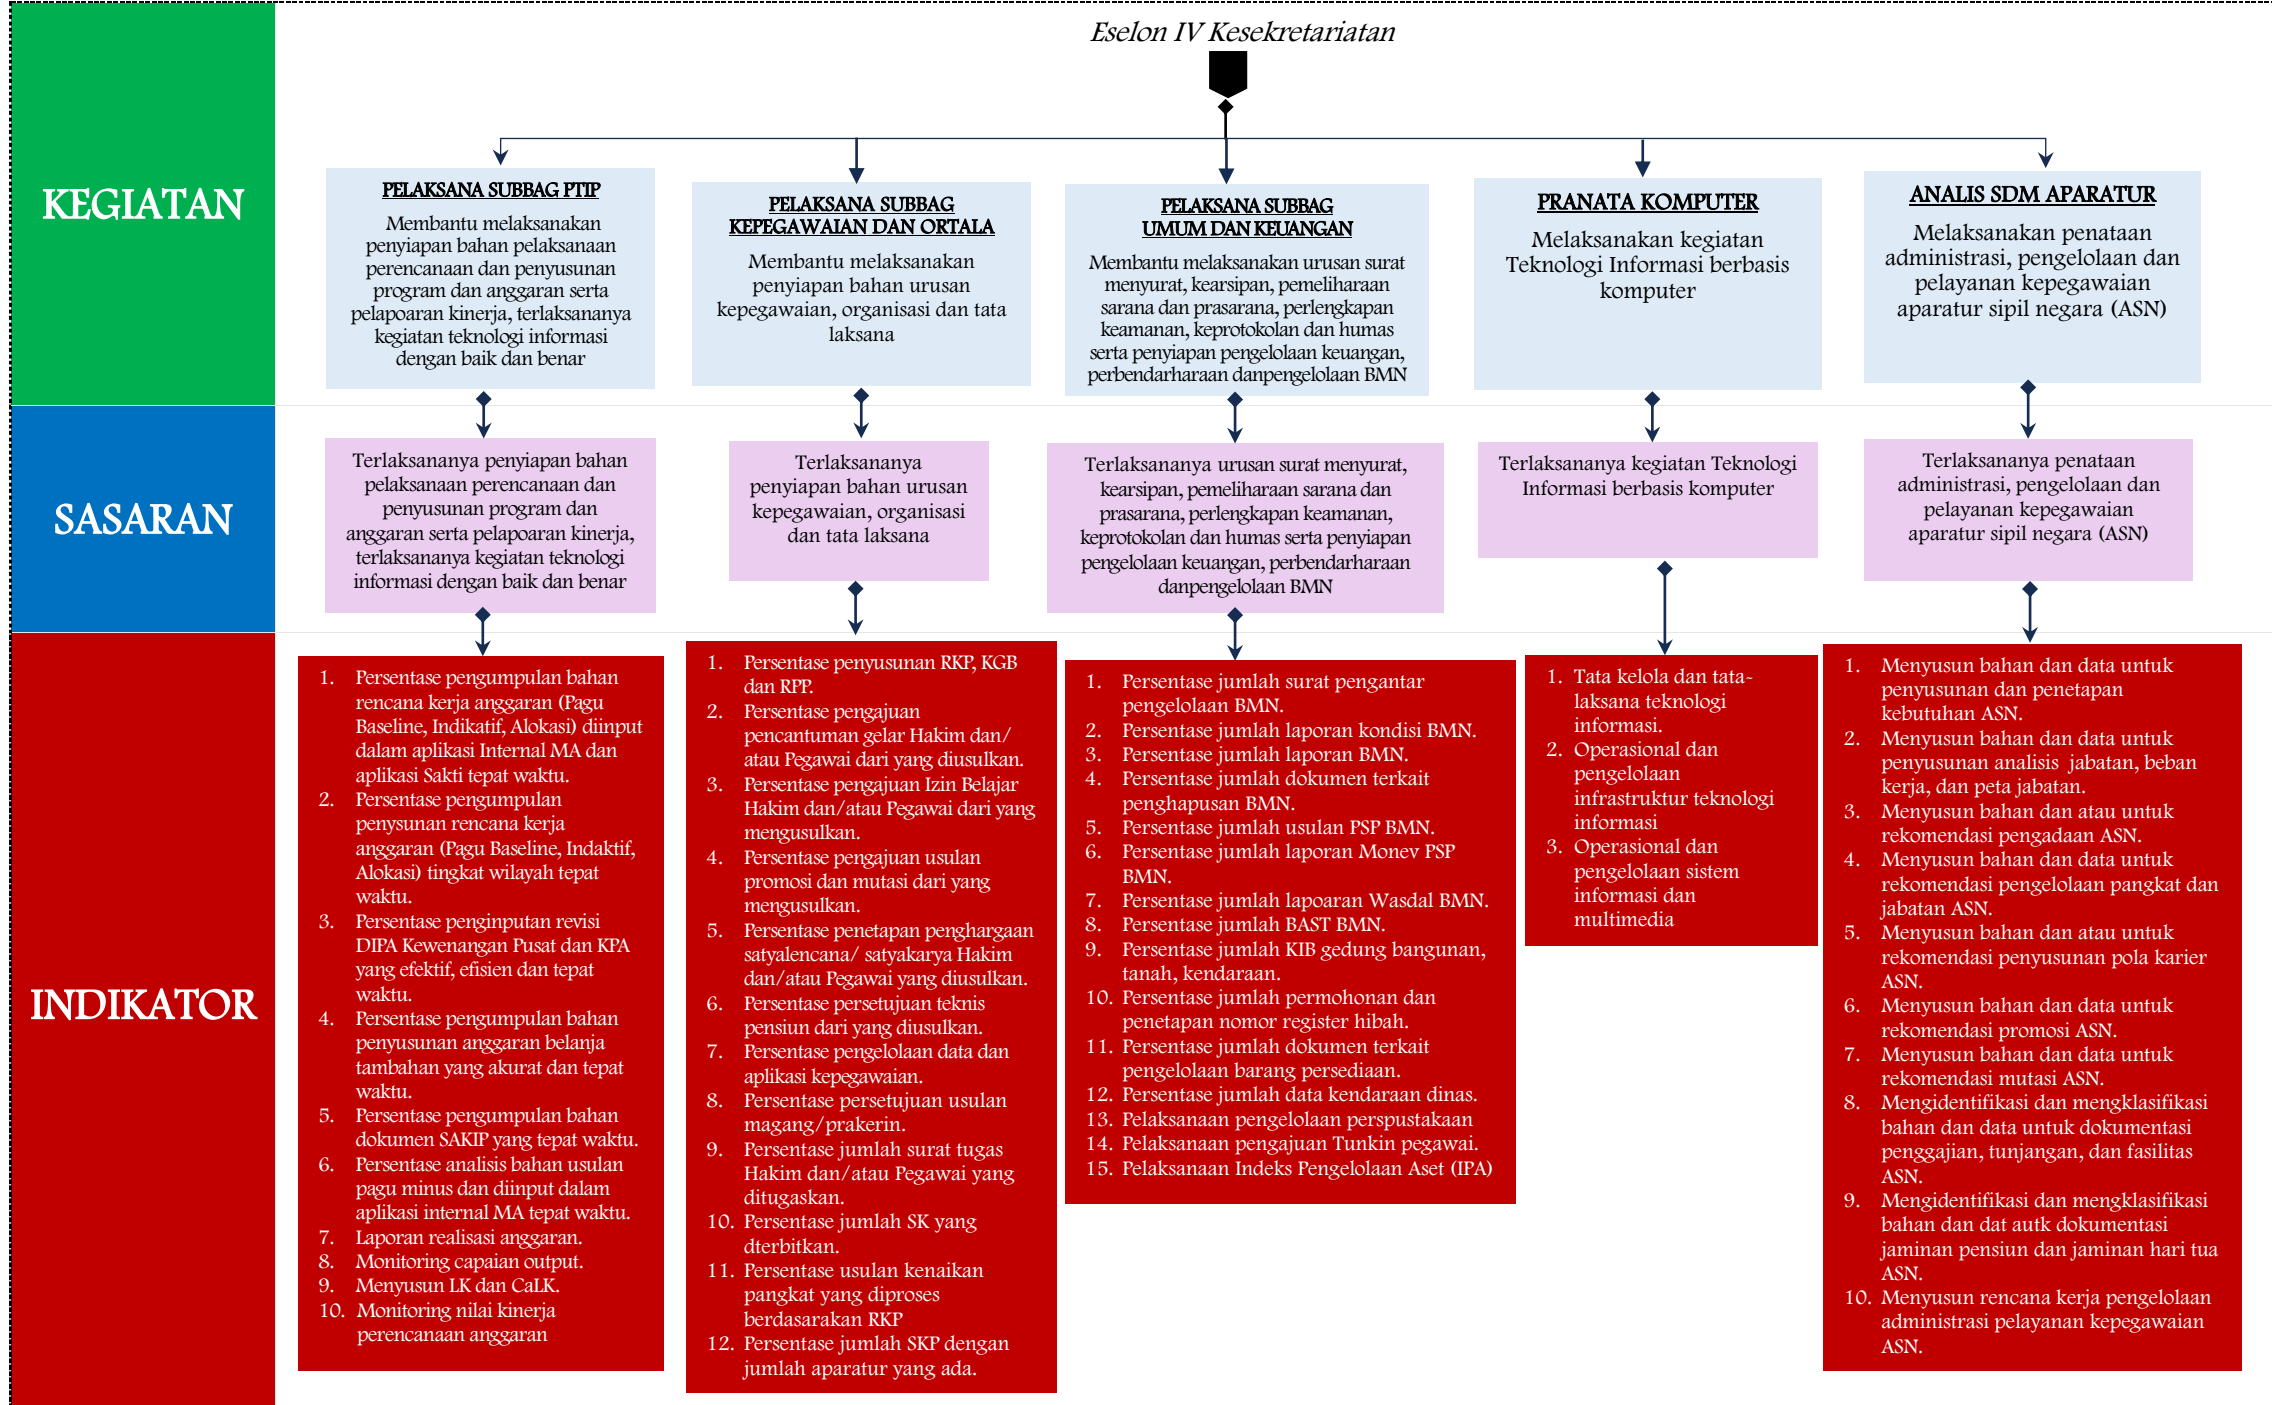 Eselon IV Kesekretariatan
KEGIATAN
PELAKSANA SUBBAG PTIP
Membantu melaksanakan
penyiapan bahan pelaksanaan
perencanaan dan penyusunan
program dan anggaran serta
pelapoaran kinerja, terlaksananya
kegiatan teknologi informasi
dengan baik dan benar
PELAKSANA SUBBAG
KEPEGAWAIAN DAN ORTALA
Membantu melaksanakan
penyiapan bahan urusan
kepegawaian, organisasi dan tata
laksana
PELAKSANA SUBBAG
UMUM DAN KEUANGAN
Membantu melaksanakan urusan surat
menyurat, kearsipan, pemeliharaan
sarana dan prasarana, perlengkapan
keamanan, keprotokolan dan humas
serta penyiapan pengelolaan keuangan,
perbendarharaan danpengelolaan BMN
PRANATA KOMPUTER
Melaksanakan kegiatan
Teknologi Informasi berbasis
komputer
ANALIS SDM APARATUR
Melaksanakan penataan
administrasi, pengelolaan dan
pelayanan kepegawaian
aparatur sipil negara (ASN)
SASARAN
Terlaksananya penyiapan bahan
pelaksanaan perencanaan dan
penyusunan program dan
anggaran serta pelapoaran kinerja,
terlaksananya kegiatan teknologi
informasi dengan baik dan benar
Terlaksananya
penyiapan bahan urusan
kepegawaian, organisasi
dan tata laksana
Terlaksananya urusan surat menyurat,
kearsipan, pemeliharaan sarana dan
prasarana, perlengkapan keamanan,
keprotokolan dan humas serta penyiapan
pengelolaan keuangan, perbendarharaan
danpengelolaan BMN
Terlaksananya kegiatan Teknologi
Informasi berbasis komputer
Terlaksananya penataan
administrasi, pengelolaan dan
pelayanan kepegawaian
aparatur sipil negara (ASN)
INDIKATOR
1. Persentase pengumpulan bahan
rencana kerja anggaran (Pagu
Baseline, Indikatif, Alokasi) diinput
dalam aplikasi Internal MA dan
aplikasi Sakti tepat waktu.
2. Persentase pengumpulan
penysunan rencana kerja
anggaran (Pagu Baseline, Indaktif,
Alokasi) tingkat wilayah tepat
waktu.
3. Persentase penginputan revisi
DIPA Kewenangan Pusat dan KPA
yang efektif, efisien dan tepat
waktu.
4. Persentase pengumpulan bahan
penyusunan anggaran belanja
tambahan yang akurat dan tepat
waktu.
5. Persentase pengumpulan bahan
dokumen SAKIP yang tepat waktu.
6. Persentase analisis bahan usulan
pagu minus dan diinput dalam
aplikasi internal MA tepat waktu.
7. Laporan realisasi anggaran.
8. Monitoring capaian output.
9. Menyusun LK dan CaLK.
10. Monitoring nilai kinerja
perencanaan anggaran
1. Persentase penyusunan RKP, KGB
dan RPP.
2. Persentase pengajuan
pencantuman gelar Hakim dan/
atau Pegawai dari yang diusulkan.
3. Persentase pengajuan Izin Belajar
Hakim dan/atau Pegawai dari yang
mengusulkan.
4. Persentase pengajuan usulan
promosi dan mutasi dari yang
mengusulkan.
5. Persentase penetapan penghargaan
satyalencana/ satyakarya Hakim
dan/atau Pegawai yang diusulkan.
6. Persentase persetujuan teknis
pensiun dari yang diusulkan.
7. Persentase pengelolaan data dan
aplikasi kepegawaian.
8. Persentase persetujuan usulan
magang/prakerin.
9. Persentase jumlah surat tugas
Hakim dan/atau Pegawai yang
ditugaskan.
10. Persentase jumlah SK yang
dterbitkan.
11. Persentase usulan kenaikan
pangkat yang diproses
berdasarakan RKP
12. Persentase jumlah SKP dengan
jumlah aparatur yang ada.
1. Persentase jumlah surat pengantar
pengelolaan BMN.
2. Persentase jumlah laporan kondisi BMN.
3. Persentase jumlah laporan BMN.
4. Persentase jumlah dokumen terkait
penghapusan BMN.
5. Persentase jumlah usulan PSP BMN.
6. Persentase jumlah laporan Monev PSP
BMN.
7. Persentase jumlah lapoaran Wasdal BMN.
8. Persentase jumlah BAST BMN.
9. Persentase jumlah KIB gedung bangunan,
tanah, kendaraan.
10. Persentase jumlah permohonan dan
penetapan nomor register hibah.
11. Persentase jumlah dokumen terkait
pengelolaan barang persediaan.
12. Persentase jumlah data kendaraan dinas.
13. Pelaksanaan pengelolaan perspustakaan
14. Pelaksanaan pengajuan Tunkin pegawai.
15. Pelaksanaan Indeks Pengelolaan Aset (IPA)
1. Tata kelola dan tata-
laksana teknologi
informasi.
2. Operasional dan
pengelolaan
infrastruktur teknologi
informasi
3. Operasional dan
pengelolaan sistem
informasi dan
multimedia
1. Menyusun bahan dan data untuk
penyusunan dan penetapan
kebutuhan ASN.
2. Menyusun bahan dan data untuk
penyusunan analisis jabatan, beban
kerja, dan peta jabatan.
3. Menyusun bahan dan atau untuk
rekomendasi pengadaan ASN.
4. Menyusun bahan dan data untuk
rekomendasi pengelolaan pangkat dan
jabatan ASN.
5. Menyusun bahan dan atau untuk
rekomendasi penyusunan pola karier
ASN.
6. Menyusun bahan dan data untuk
rekomendasi promosi ASN.
7. Menyusun bahan dan data untuk
rekomendasi mutasi ASN.
8. Mengidentifikasi dan mengklasifikasi
bahan dan data untuk dokumentasi
penggajian, tunjangan, dan fasilitas
ASN.
9. Mengidentifikasi dan mengklasifikasi
bahan dan dat autk dokumentasi
jaminan pensiun dan jaminan hari tua
ASN.
10. Menyusun rencana kerja pengelolaan
administrasi pelayanan kepegawaian
ASN.